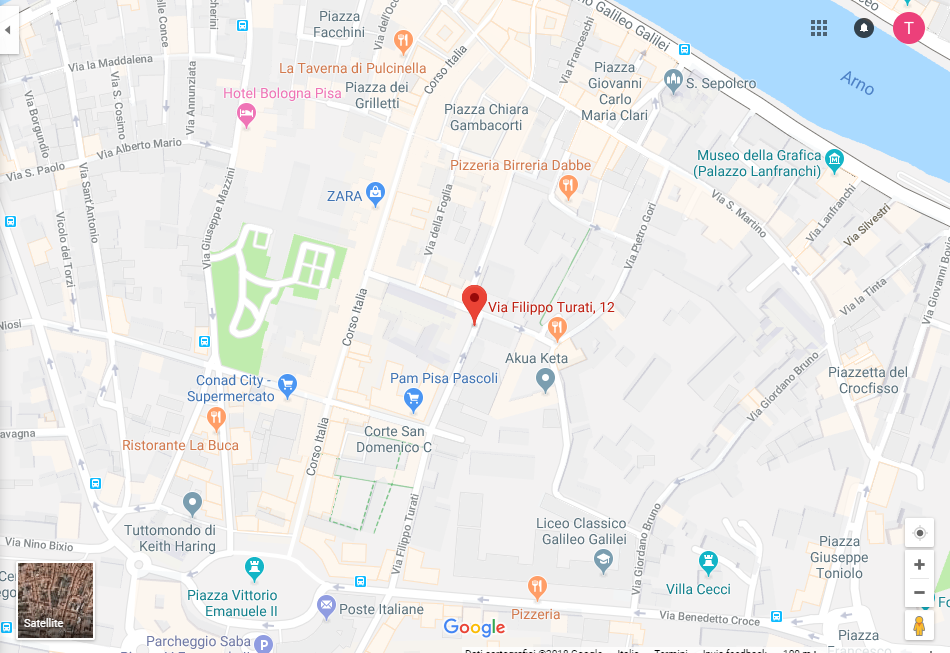 Piazza
Facchini
Via dell'Occ
Corso Italia
La Taverna di Pulcinella
Via la Maddalena
Via Annunziata
Via S. Cosimo
Via Borgundio
Hotel Bologna Pisa
Piazza dei
Grilletti
Piazza Chiara
Gambacorti
Via Franceschi
Galileo Galilei
Piazza
Giovanni
Carlo
Maria Clari
S. Sepolcro
Arno
T
Via Alberto Mario
Via S. Paolo
Via Sant'Antonio
Vicolo dei Torzi
Via Giuseppe Mazzini
ZARA
Pizzeria Birreria Dabbe
Museo della Grafica
(Palazzo Lanfranchi)
Via della Foglia
Via Pietro Gori
Via S. Martino
Via Lanfranchi
Via Silvestri
Via Giovanni Bovio
Via la Tinta
Corso Italia
Via Filippo Turati, 12
Akua Keta
Niosi
Conad City -
Supermercato
Pam Pisa Pascoli
Piazzetta del
Crocfisso
Via Giordano Bruno
avagna
Ristorante La Buca
Corso Italia
Corte San
Domenico C
Via Filippo Turati
Tuttomondo di
Keith Haring
Liceo Classico
Galileo Galilei
Via Giordano Bruno
Piazza
Giuseppe
Toniolo
Via Nino Bixio
Piazza Vittorio
Emanuele II
Villa Cecci
Satellite
Poste Italiane
Pizzeria
Via Benedetto Croce
Google
Parcheggio Saba
P
Piazza
Francesco
Dati cartografici ©2018 Google
Italia
Termini
Invia feedback
100 m